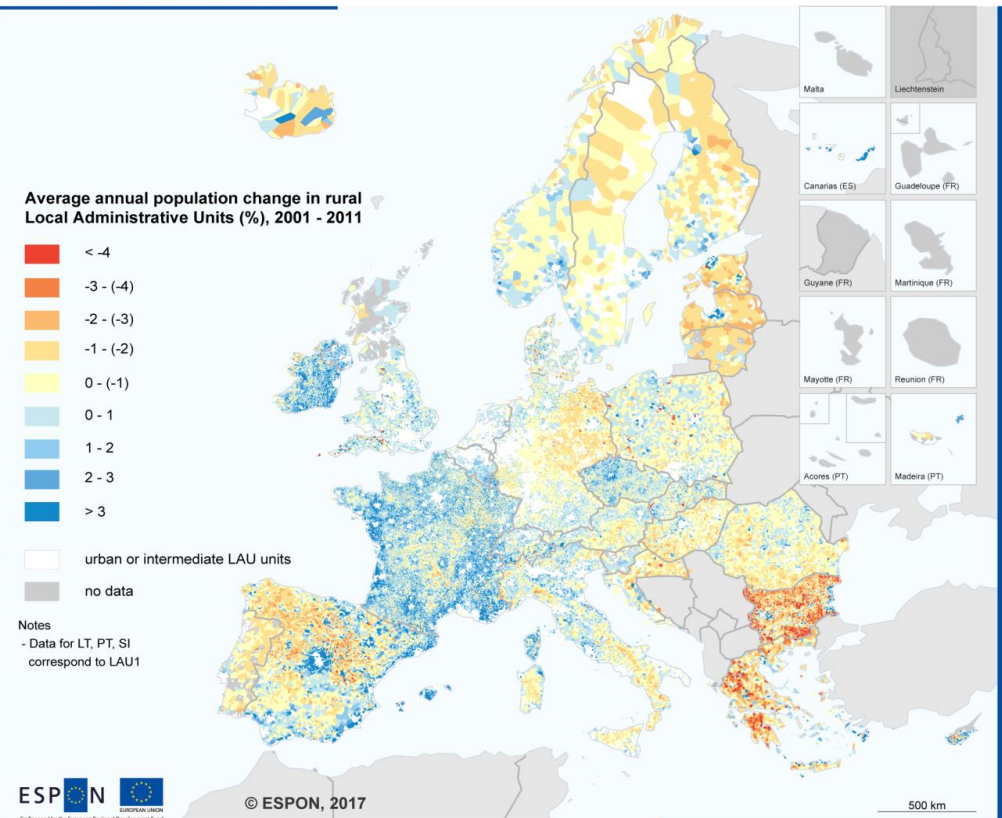 Average annual population change in rural
Local Administrative Units (%), 2001 - 2011
< -4
-3 - (-4)
-2 - (-3)
-1 - (-2)
0 - (-1)
0 - 1
1 - 2
2 - 3
> 3
urban or intermediate LAU units
no data
Notes
- Data for LT, PT, SI
correspond to LAU1
Malta
Liechtenstein
Canarias (ES)
Guadeloupe (FR)
Guyane (FR)
Martinique (FR)
Mayotte (FR)
Reunion (FR)
Acores (PT)
Madeira (PT)
ESPON
EUROPEAN UNION
© ESPON, 2017
500 km